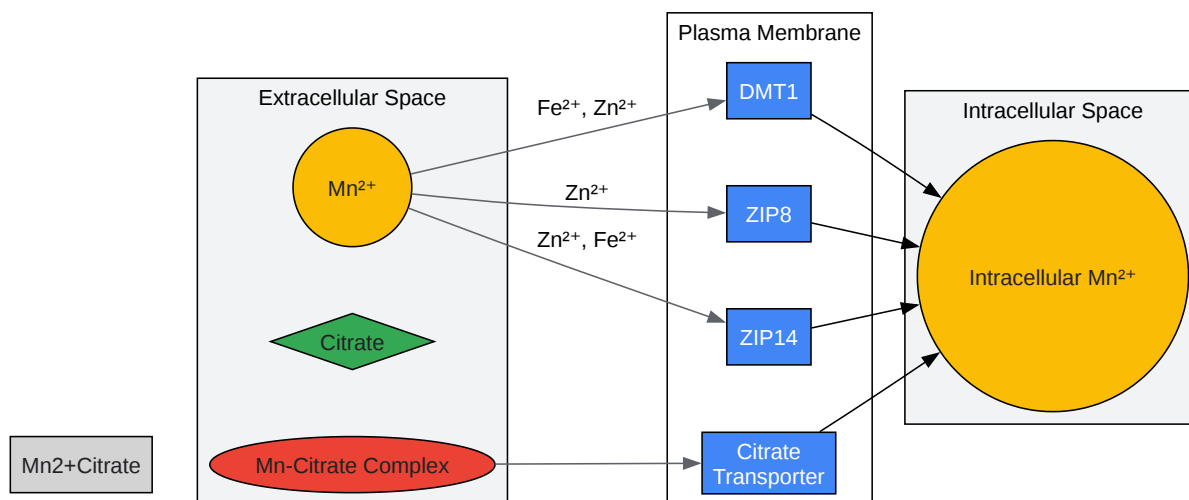 Plasma Membrane
DMT1
Extracellular Space
Fe²⁺, Zn²⁺
Intracellular Space
Mn²⁺
Zn²⁺
ZIP8
Zn²⁺, Fe²⁺
Intracellular Mn²⁺
Citrate
ZIP14
Mn2+Citrate
Mn-Citrate Complex
Citrate
Transporter